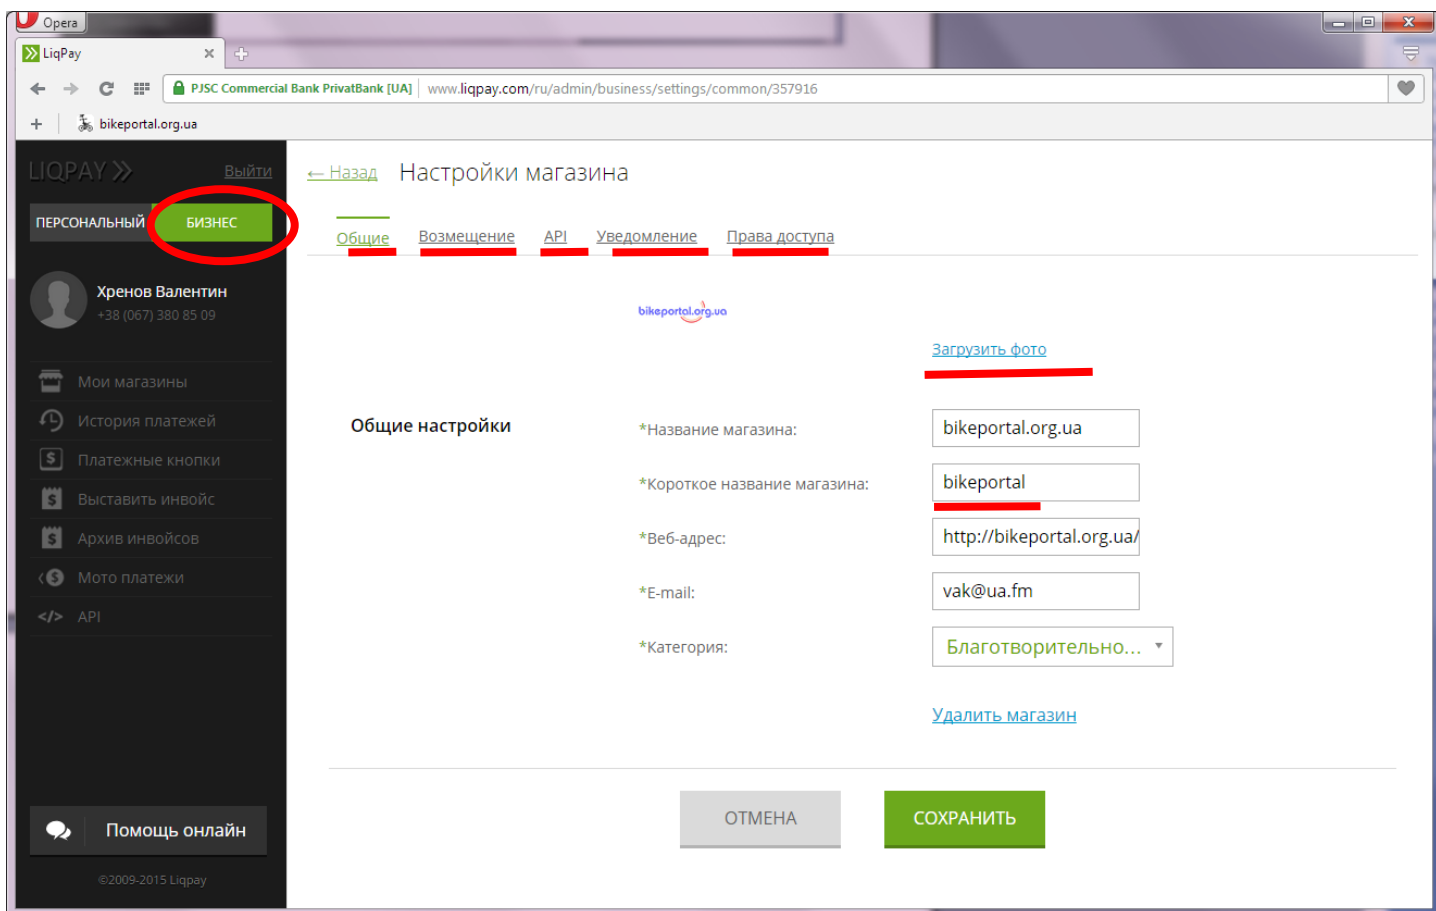 Opera
LiqPay
PJSC Commercial Bank PrivatBank [UA] www.liqpay.com/ru/admin/business/settings/common/357916
bikeportal.org.ua
LIQPAY Выйти
← Назад Настройки магазина
ПЕРСОНАЛЬНЫЙ БИЗНЕС
Общие Возмещение API Уведомление Права доступа
Хренов Валентин
+38 (067) 380 85 09
bikeportal.org.ua
Загрузить фото
Мои магазины
История платежей
Платежные кнопки
Выставить инвойс
Архив инвойсов
Мото платежи
</> API
Общие настройки
*Название магазина: bikeportal.org.ua
*Короткое название магазина: bikeportal
*Веб-адрес: http://bikeportal.org.ua/
*E-mail: vak@ua.fm
*Категория: Благотворительно...
Удалить магазин
ОТМЕНА СОХРАНИТЬ
Помощь онлайн
©2009-2015 Liqpay